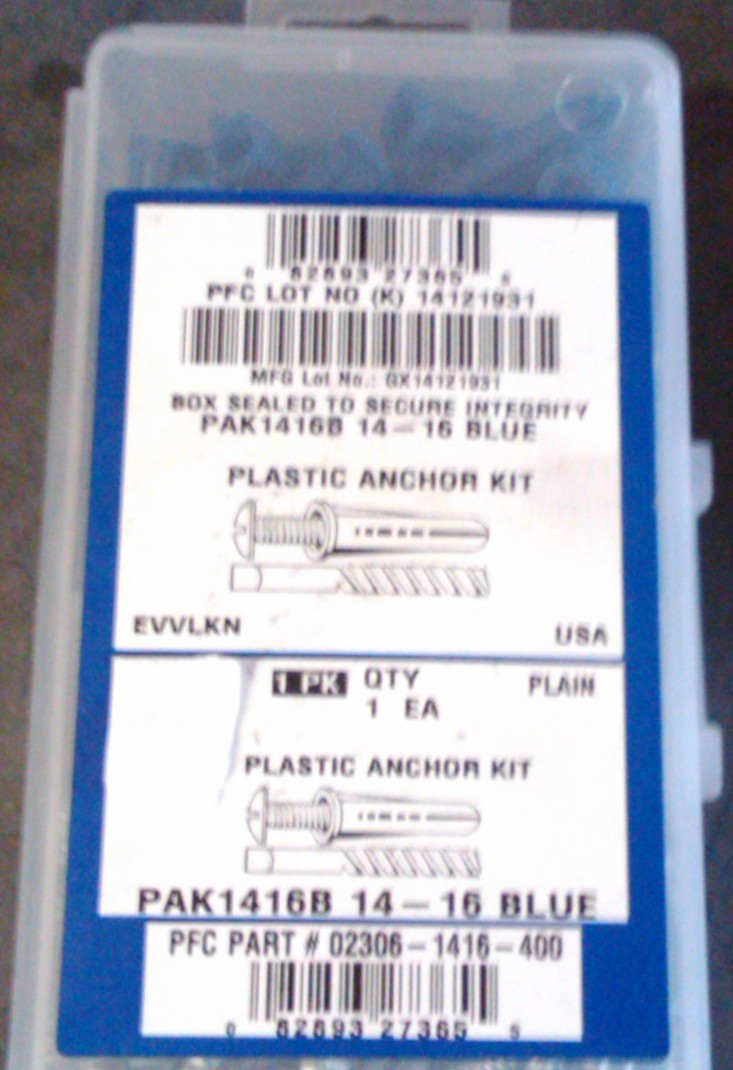 0 82893 27365 5
PFC LOT NO (K) 14121931
MFG Lot No.: GX14121931
BOX SEALED TO SECURE INTEGRITY
PAK1416B 14-16 BLUE
PLASTIC ANCHOR KIT
EVVLKN USA
1 PK QTY PLAIN
1 EA
PLASTIC ANCHOR KIT
PAK1416B 14-16 BLUE
PFC PART # 02306-1416-400
0 82893 27365 5